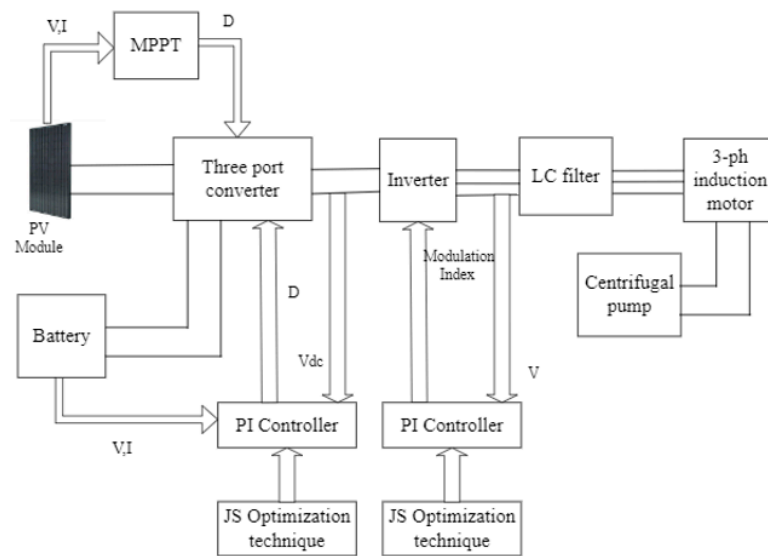 V,I
D
MPPT
Three port
converter
Inverter
LC filter
3-ph
induction
motor
PV
Module
Modulation
Index
Centrifugal
pump
D
Battery
Vdc
V
V,I
PI Controller
PI Controller
JS Optimization
technique
JS Optimization
technique